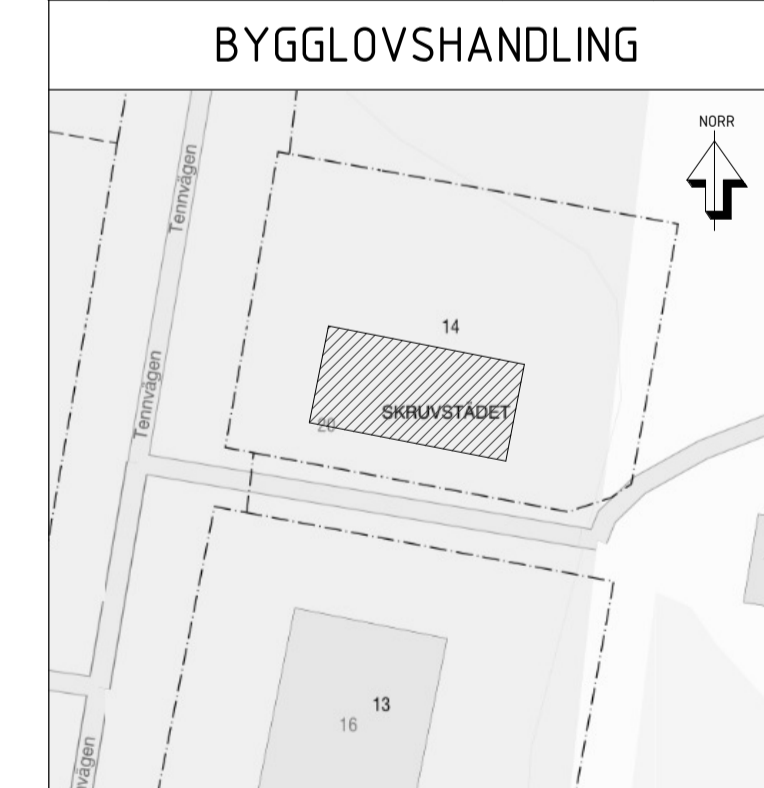 BYGGLOVSHANDLING
NORR
Tennvägen
14
Tennvägen
SKRUVSTÄDET
20
13
16
vägen